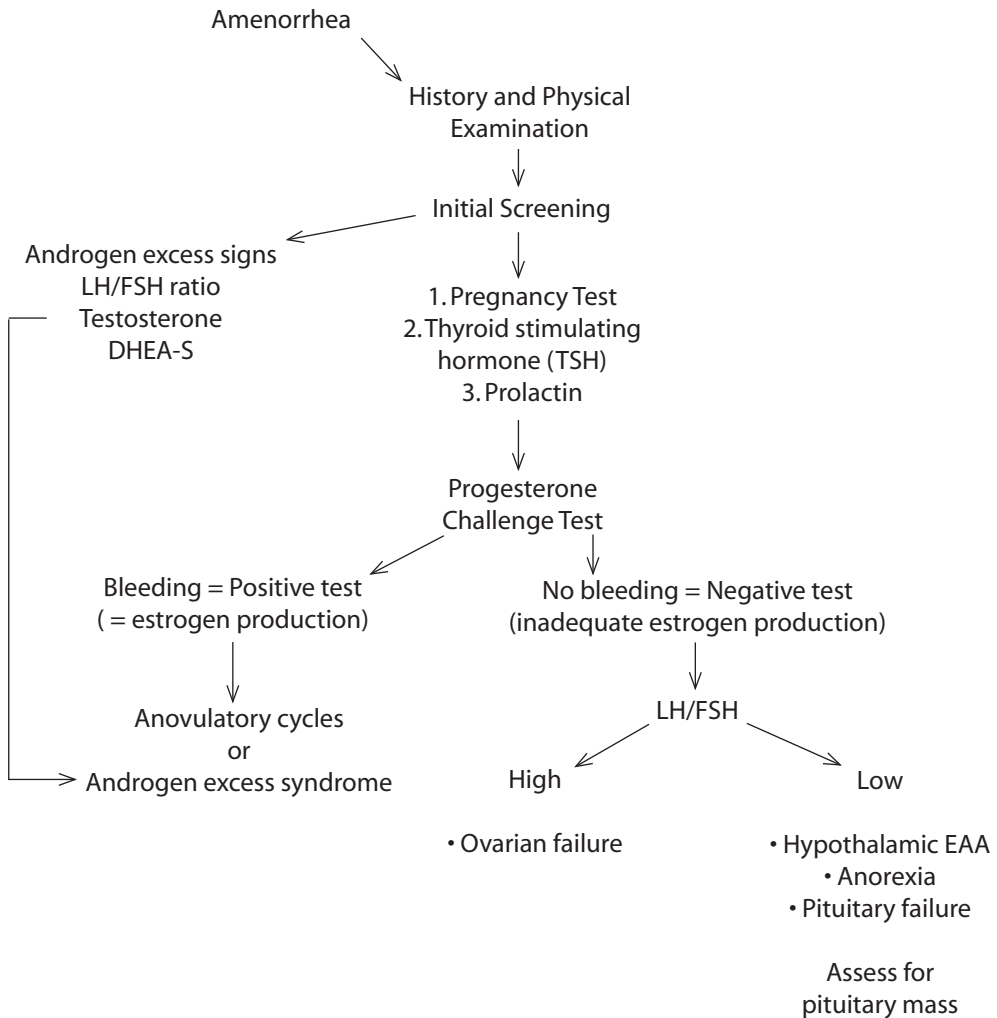 Amenorrhea
History and Physical
Examination
Initial Screening
Androgen excess signs
LH/FSH ratio
Testosterone
DHEA-S
1. Pregnancy Test
2. Thyroid stimulating
hormone (TSH)
3. Prolactin
Progesterone
Challenge Test
Bleeding = Positive test
( = estrogen production)
No bleeding = Negative test
(inadequate estrogen production)
Anovulatory cycles
or
Androgen excess syndrome
LH/FSH
High
Low
• Ovarian failure
• Hypothalamic EAA
• Anorexia
• Pituitary failure
Assess for
pituitary mass